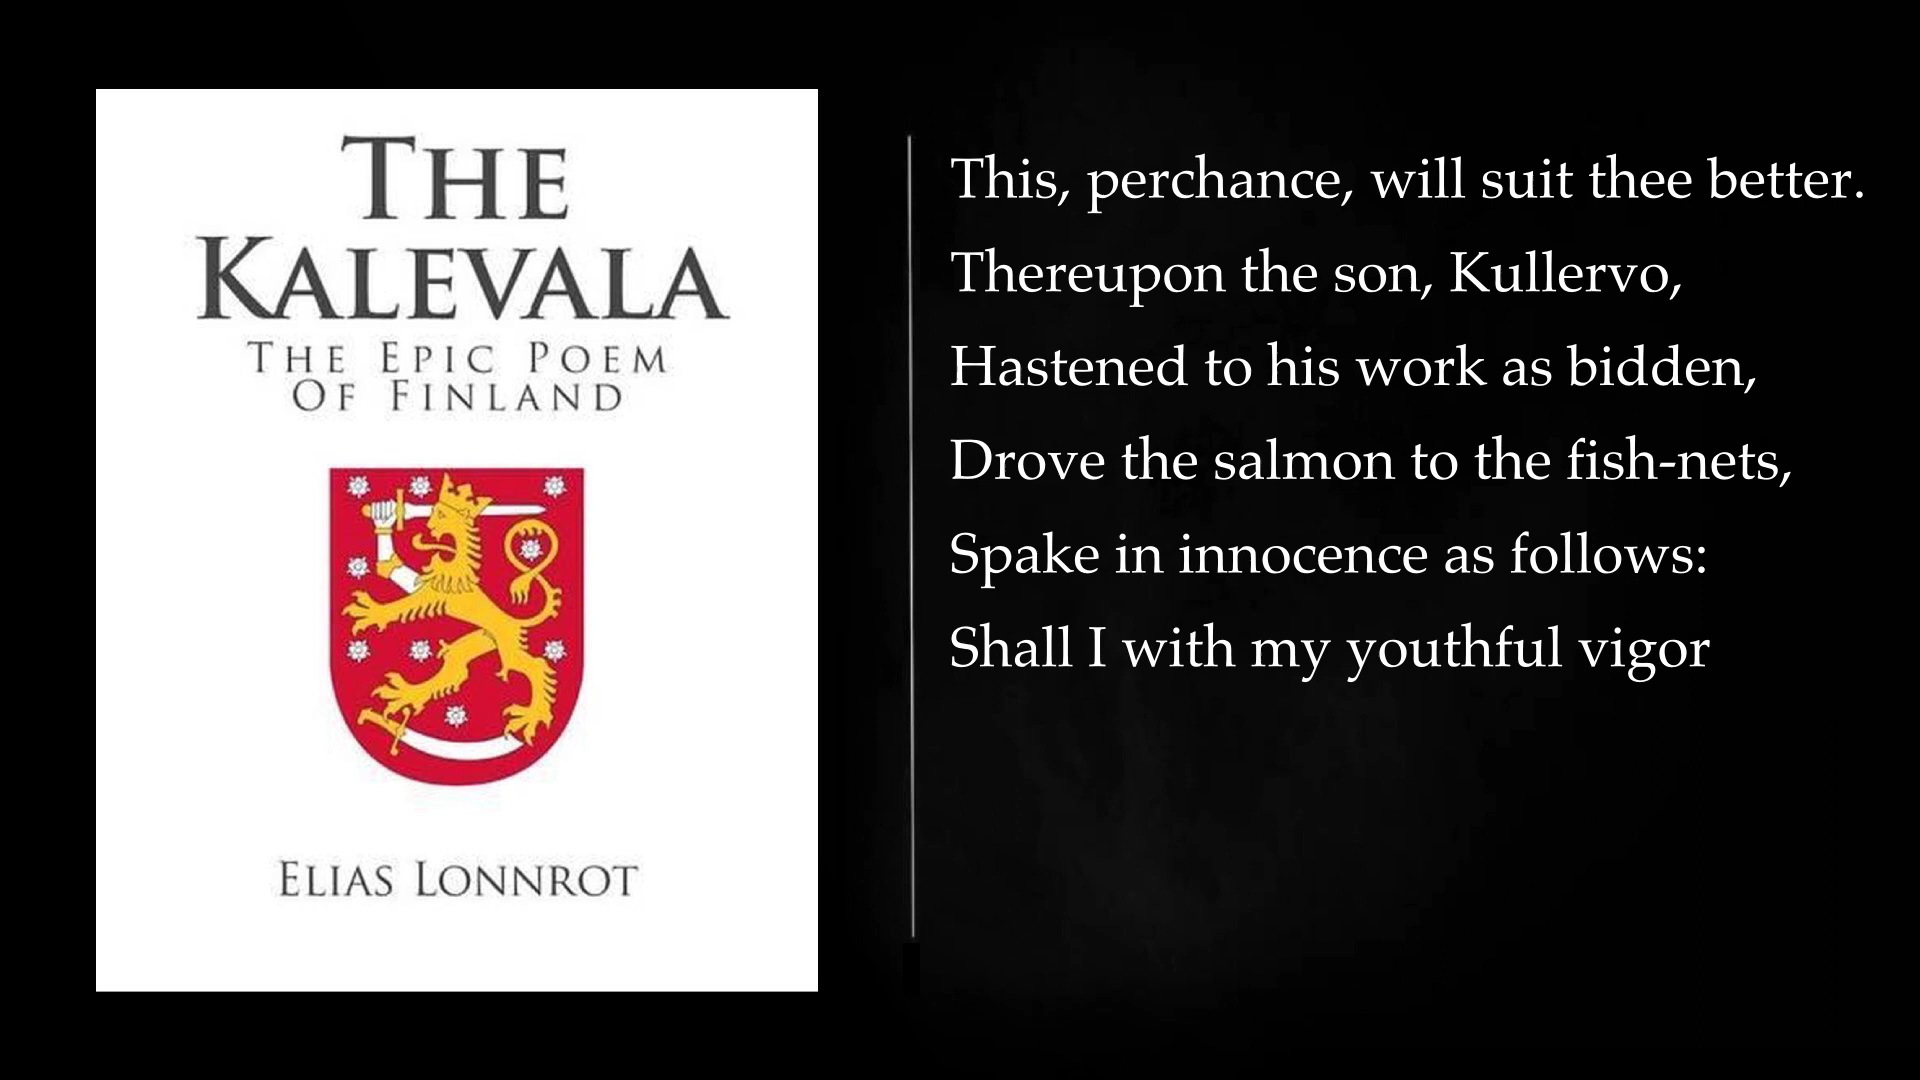 THE
KALEVALA
THE EPIC POEM
OF FINLAND
ELIAS LONNROT
This, perchance, will suit thee better.
Thereupon the son, Kullervo,
Hastened to his work as bidden,
Drove the salmon to the fish-nets,
Spake in innocence as follows:
Shall I with my youthful vigor